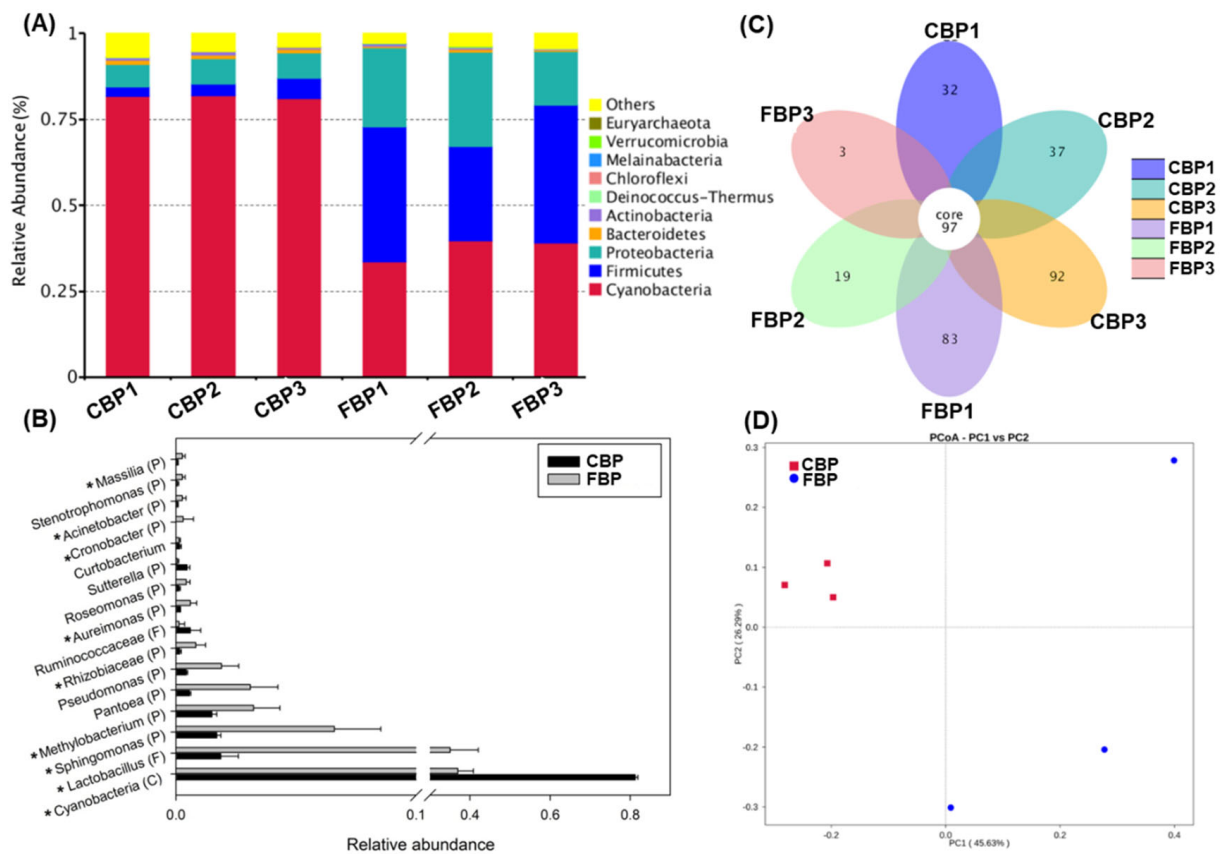 (A)
Relative Abundance (%)
1
0.75
0.5
0.25
0
CBP1
CBP2
CBP3
FBP1
FBP2
FBP3
Others
Euryarchaeota
Verrucomicrobia
Melainabacteria
Chloroflexi
Deinococcus-Thermus
Actinobacteria
Bacteroidetes
Proteobacteria
Firmicutes
Cyanobacteria
(C)
CBP1
32
CBP2
37
CBP3
92
FBP1
83
FBP2
19
FBP3
3
core
97
CBP1
CBP2
CBP3
FBP1
FBP2
FBP3
(B)
CBP
FBP
*Massilia (P)
Stenotrophomonas (P)
*Acinetobacter (P)
*Cronobacter (P)
Curtobacterium
Sutterella (P)
Roseomonas (P)
*Aureimonas (P)
Ruminococcaceae (F)
*Rhizobiaceae (P)
Pseudomonas (P)
Pantoea (P)
*Methylobacterium (P)
*Sphingomonas (P)
*Lactobacillus (F)
*Cyanobacteria (C)
0.0
0.1
0.4
0.6
0.8
Relative abundance
(D)
PCoA - PC1 vs PC2
CBP
FBP
0.3
0.2
0.1
0.0
-0.1
-0.2
-0.3
PC2 ( 26.29% )
-0.2
0.0
0.2
0.4
PC1 ( 45.63%)